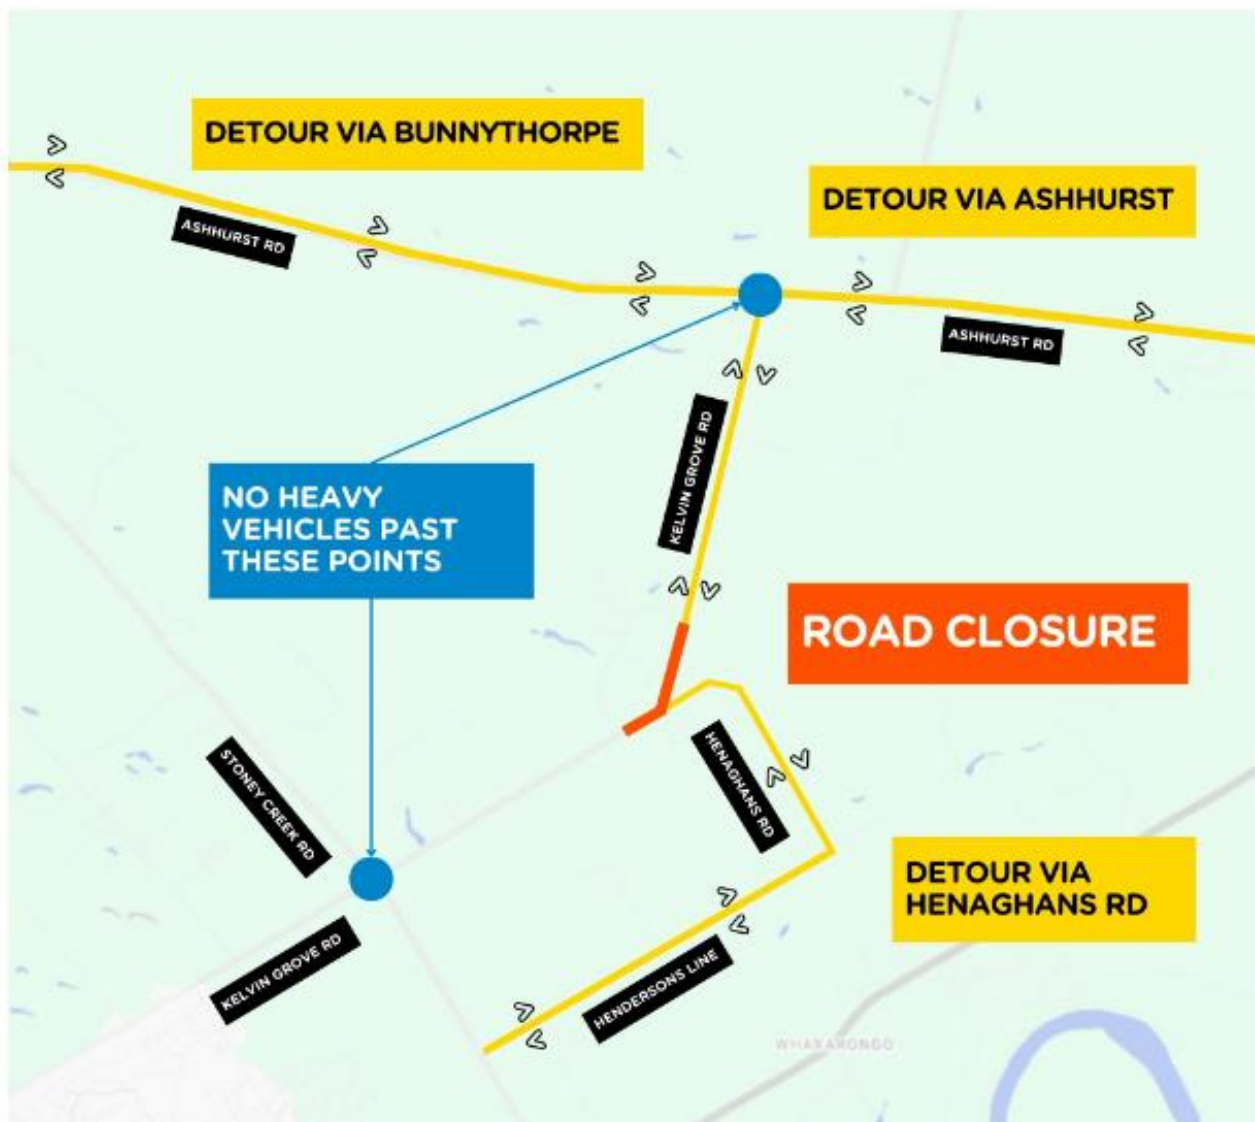 DETOUR VIA BUNNYTHORPE
DETOUR VIA ASHHURST
ASHHURST RD
ASHHURST RD
KELVIN GROVE RD
NO HEAVY
VEHICLES PAST
THESE POINTS
ROAD CLOSURE
HENAGHANS RD
STONEY CREEK RD
DETOUR VIA
HENAGHANS RD
KELVIN GROVE RD
HENDERSONS LINE
WHAKARONGO